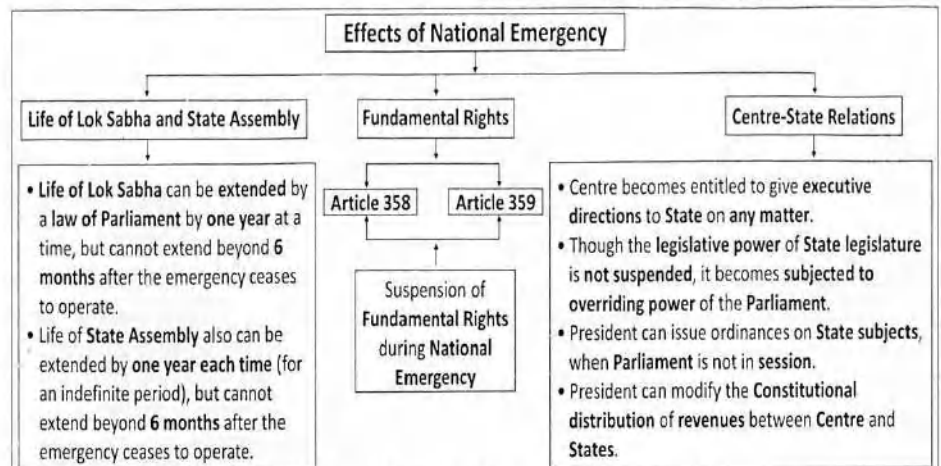 Effects of National Emergency
Life of Lok Sabha and State Assembly
• Life of Lok Sabha can be extended by
a law of Parliament by one year at a
time, but cannot extend beyond 6
months after the emergency ceases
to operate.
• Life of State Assembly also can be
extended by one year each time (for
an indefinite period), but cannot
extend beyond 6 months after the
emergency ceases to operate.
Fundamental Rights
Article 358
Article 359
Suspension of
Fundamental Rights
during National
Emergency
Centre-State Relations
• Centre becomes entitled to give executive
directions to State on any matter.
• Though the legislative power of State legislature
is not suspended, it becomes subjected to
overriding power of the Parliament.
• President can issue ordinances on State subjects,
when Parliament is not in session.
• President can modify the Constitutional
distribution of revenues between Centre and
States.